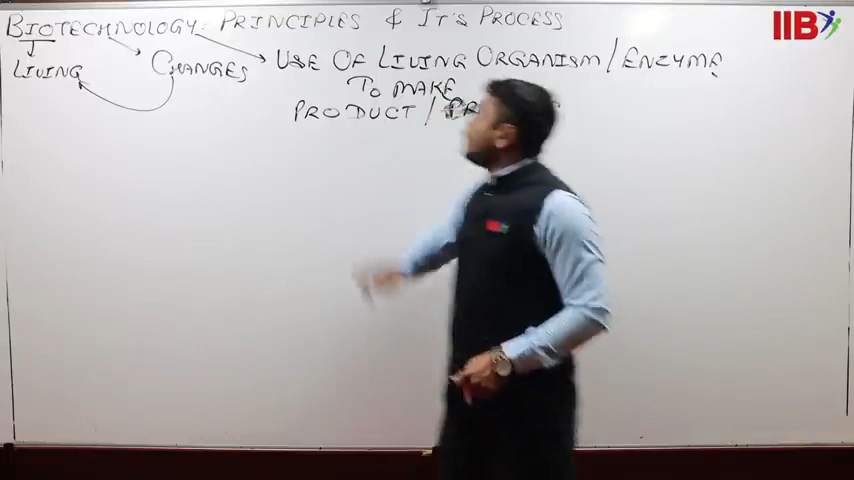 BIOTECHNOLOGY: PRINCIPLES & IT'S PROCESS
LIVING
CHANGES
USE OF LIVING ORGANISM/ENZYME
TO MAKE
PRODUCT/
IIB